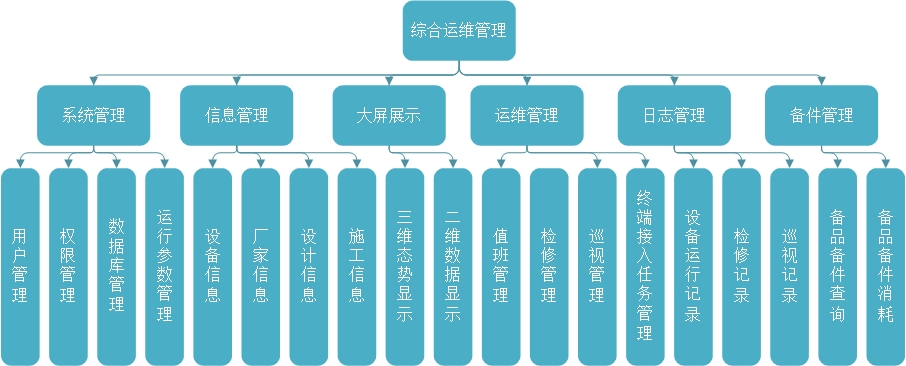 综合运维管理
系统管理
信息管理
大屏展示
运维管理
日志管理
备件管理
用户管理
权限管理
数据库管理
运行参数管理
设备信息
厂家信息
设计信息
施工信息
三维态势显示
二维数据显示
值班管理
检修管理
巡视管理
终端接入任务管理
设备运行记录
检修记录
巡视记录
备品备件查询
备品备件消耗